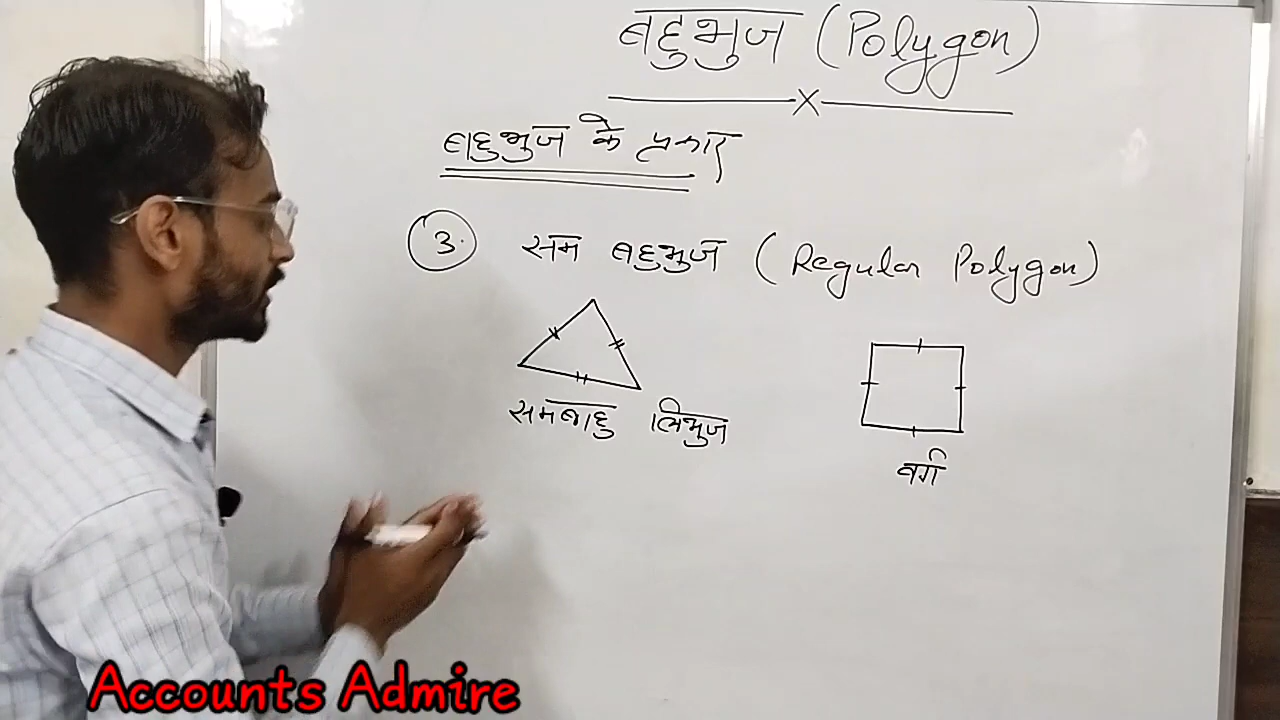 बहुभुज (Polygon)
बहुभुज के प्रकार
3. सम बहुभुज (Regular Polygon)
समबाहु त्रिभुज
वर्ग
Accounts Admire